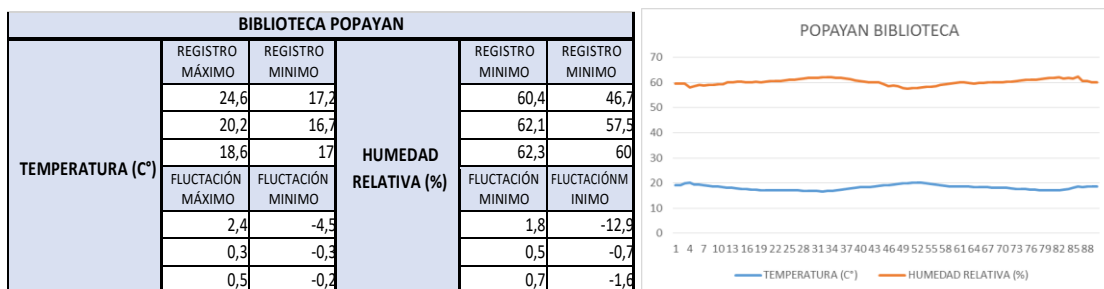 BIBLIOTECA POPAYAN
TEMPERATURA (C°)
REGISTRO MÁXIMO
REGISTRO MINIMO
HUMEDAD RELATIVA (%)
REGISTRO MINIMO
REGISTRO MINIMO
24,6 17,2 60,4 46,7
20,2 16,7 62,1 57,5
18,6 17 62,3 60
FLUCTACIÓN MÁXIMO
FLUCTACIÓN MINIMO
FLUCTACIÓN MINIMO
FLUCTACIÓNM INIMO
2,4 -4,5 1,8 -12,9
0,3 -0,3 0,5 -0,7
0,5 -0,2 0,7 -1,6
POPAYAN BIBLIOTECA
70
60
50
40
30
20
10
0
1 4 7 10 13 16 19 22 25 28 31 34 37 40 43 46 49 52 55 58 61 64 67 70 73 76 79 82 85 88
TEMPERATURA (C°) HUMEDAD RELATIVA (%)